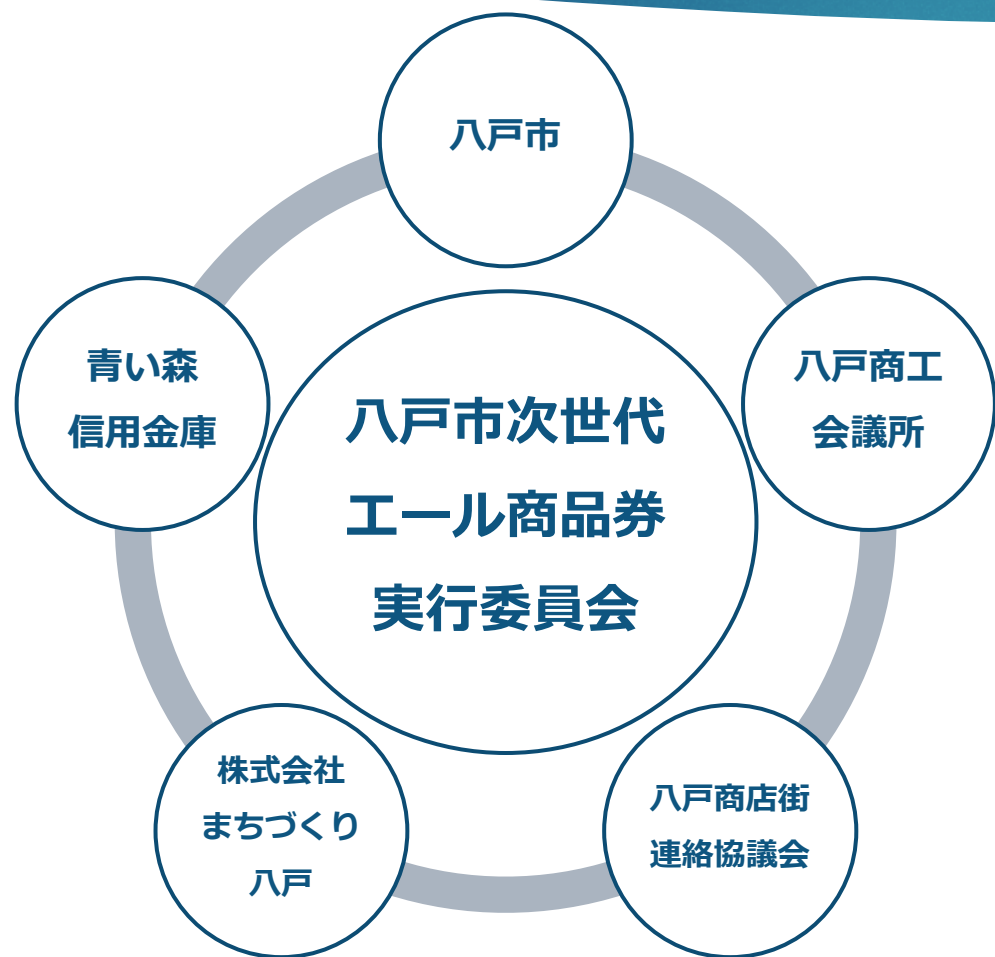 八戸市
青い森
信用金庫
八戸商工
会議所
八戸市次世代
エール商品券
実行委員会
株式会社
まちづくり
八戸
八戸商店街
連絡協議会